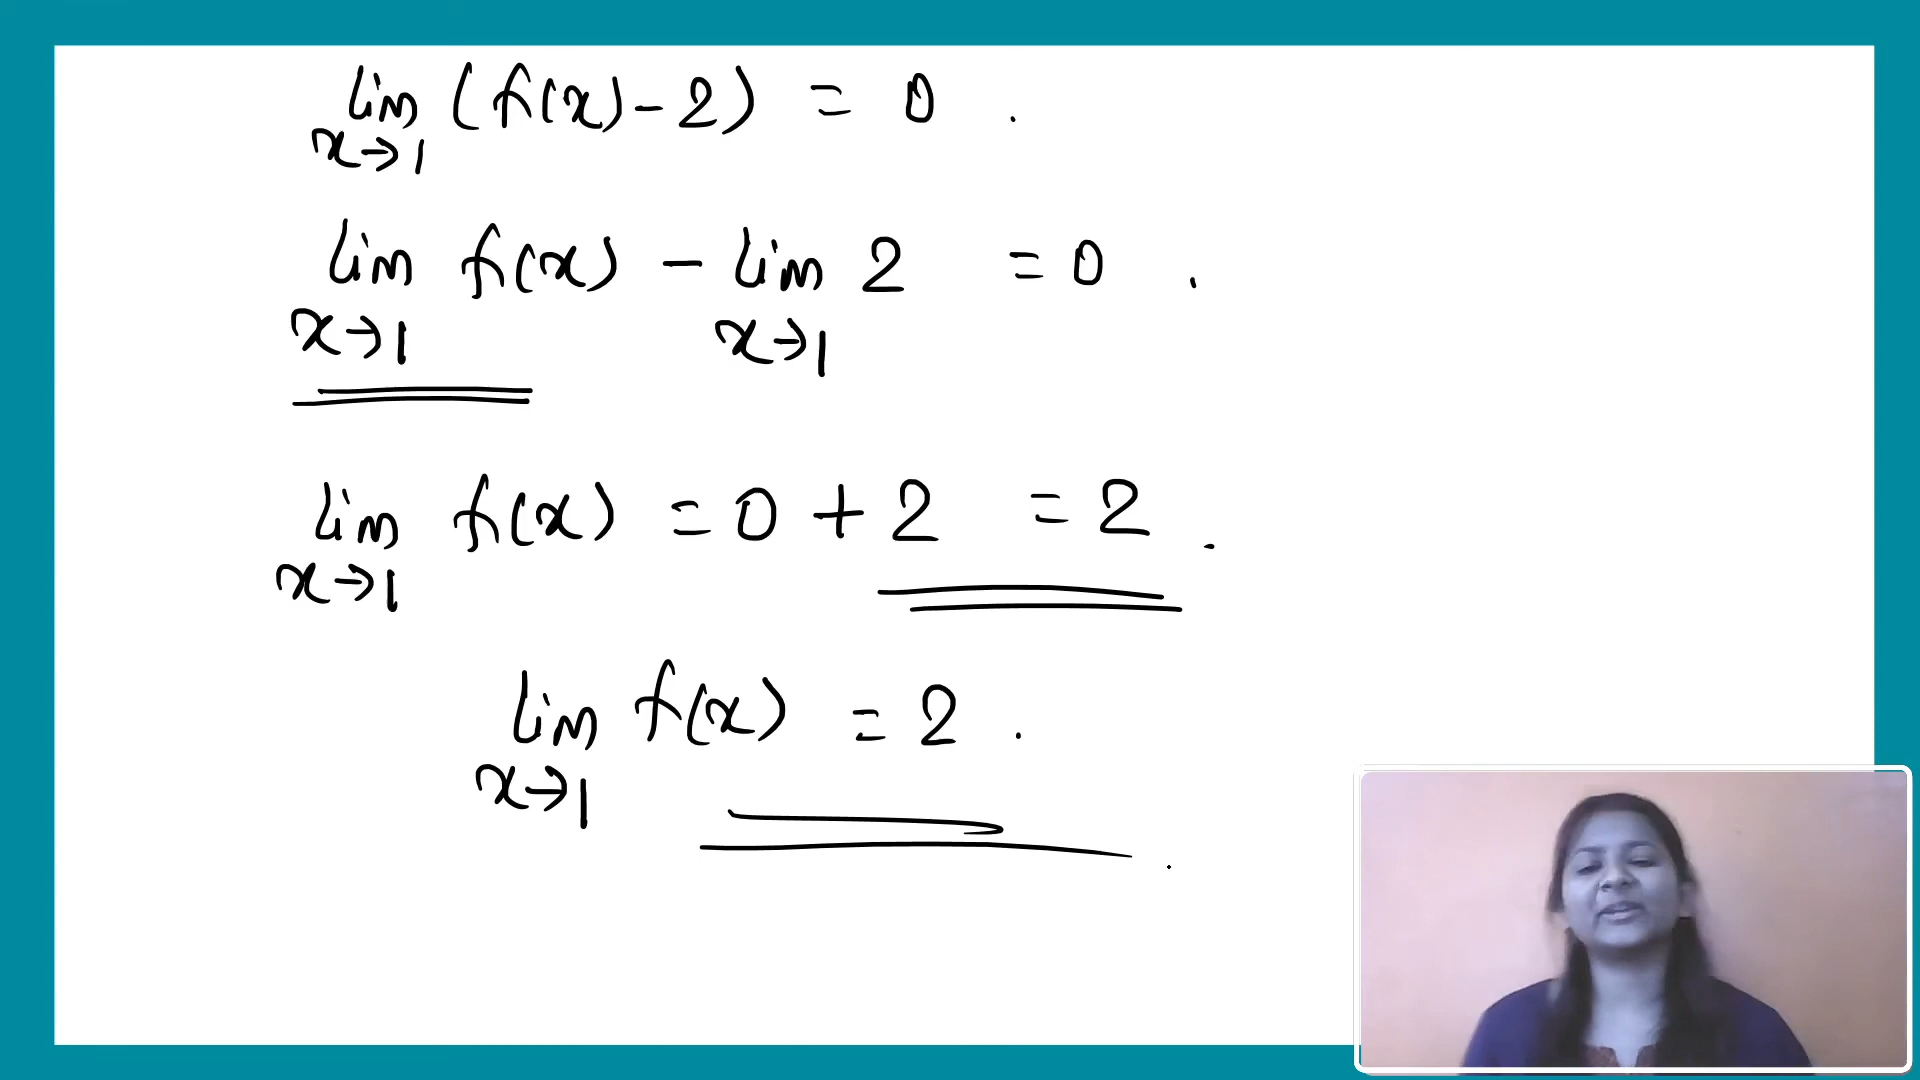 lim (f(x) - 2) = 0 .
x→1
lim f(x) - lim 2 = 0 .
x→1 x→1
lim f(x) = 0 + 2 = 2 .
x→1
lim f(x) = 2 .
x→1